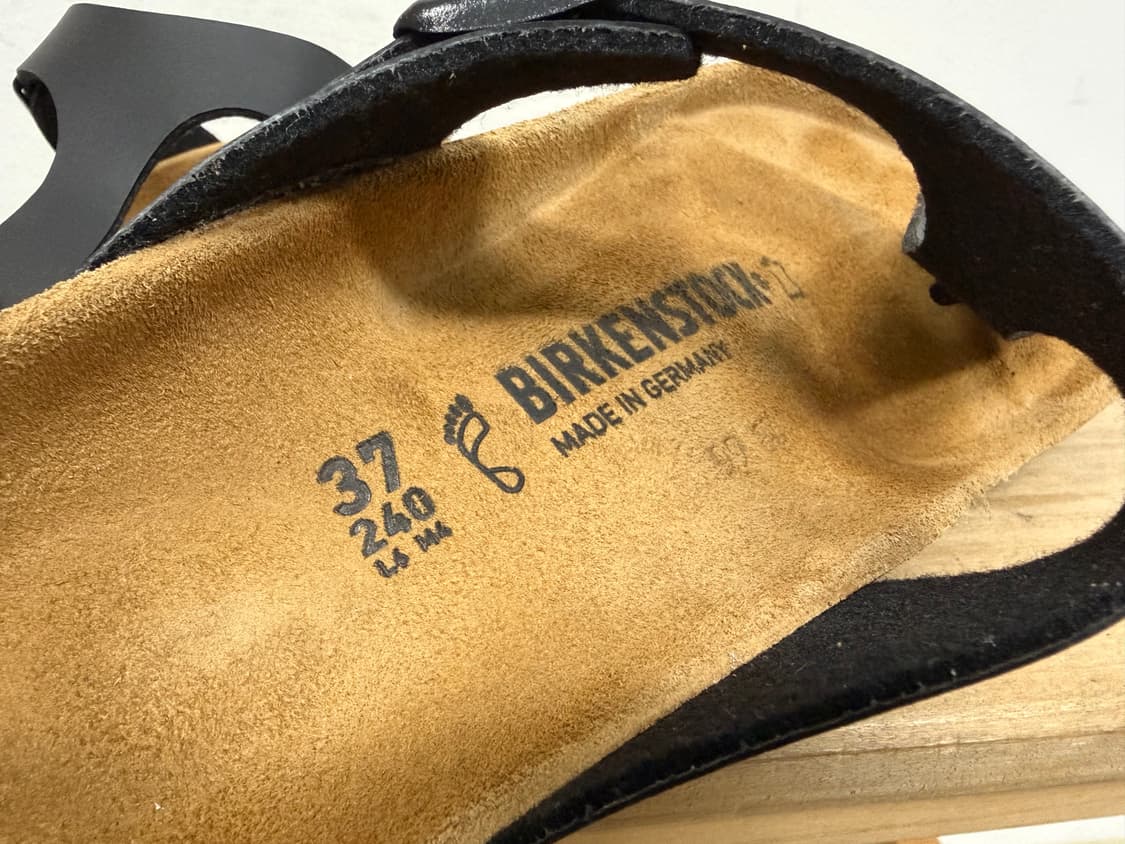 BIRKENSTOCK
MADE IN GERMANY
37
240
L6 M4